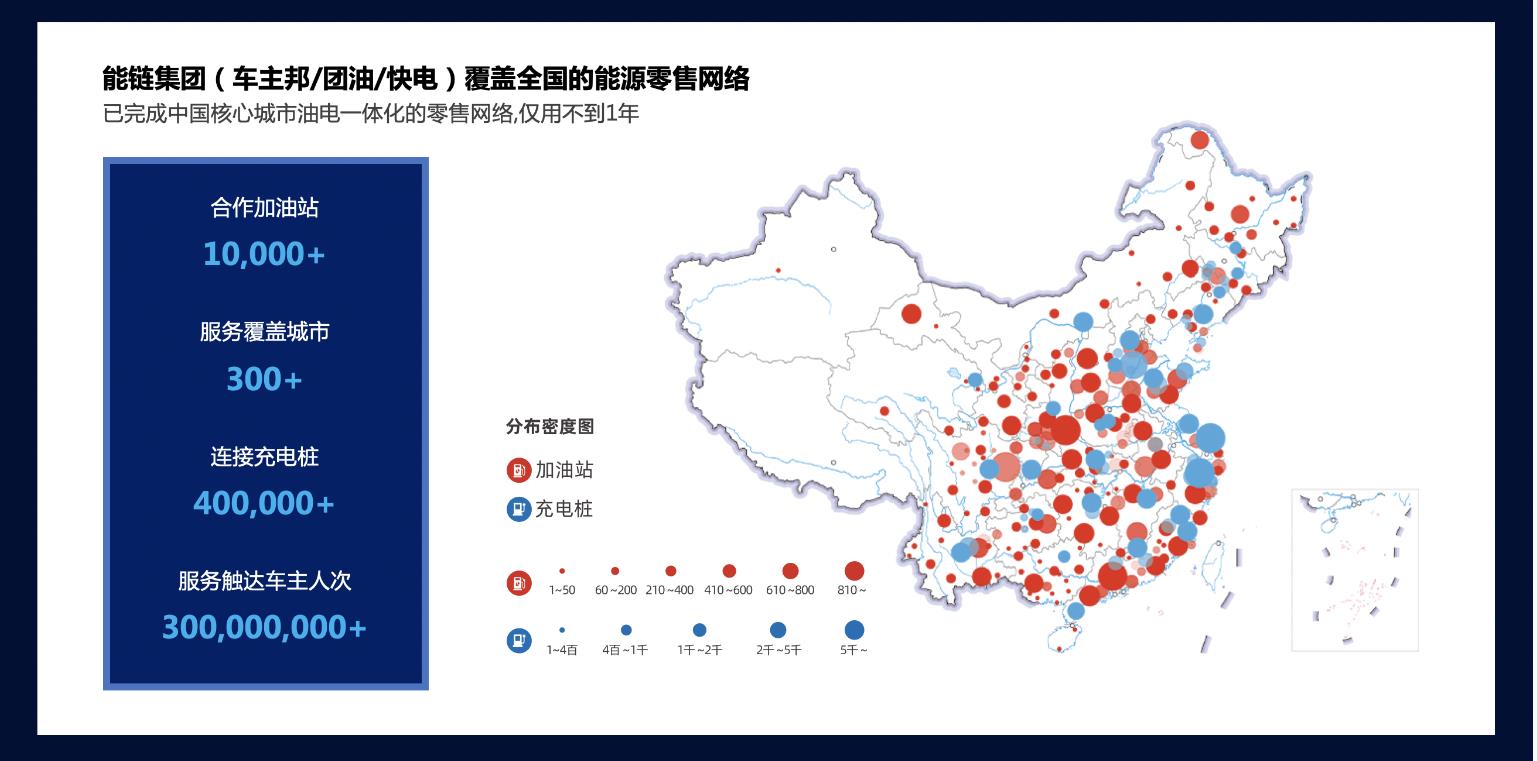 能链集团（车主邦/团油/快电）覆盖全国的能源零售网络
已完成中国核心城市油电一体化的零售网络,仅用不到1年
合作加油站
10,000+
服务覆盖城市
300+
连接充电桩
400,000+
服务触达车主人次
300,000,000+
分布密度图
加油站
充电桩
1~50 60~200 210~400 410~600 610~800 810~
1~4百 4百~1千 1千~2千 2千~5千 5千~